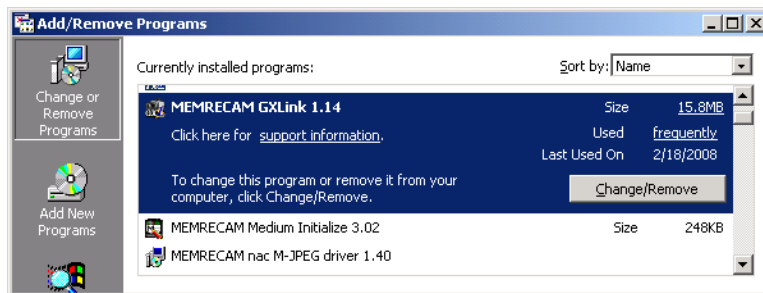 Add/Remove Programs
Change or
Remove
Programs
Add New
Programs
Currently installed programs:
Sort by: Name
MEMRECAM GXLink 1.14
Size 15.8MB
Click here for support information.
Used frequently
Last Used On 2/18/2008
To change this program or remove it from your
computer, click Change/Remove.
Change/Remove
MEMRECAM Medium Initialize 3.02
Size 248KB
MEMRECAM nac M-JPEG driver 1.40